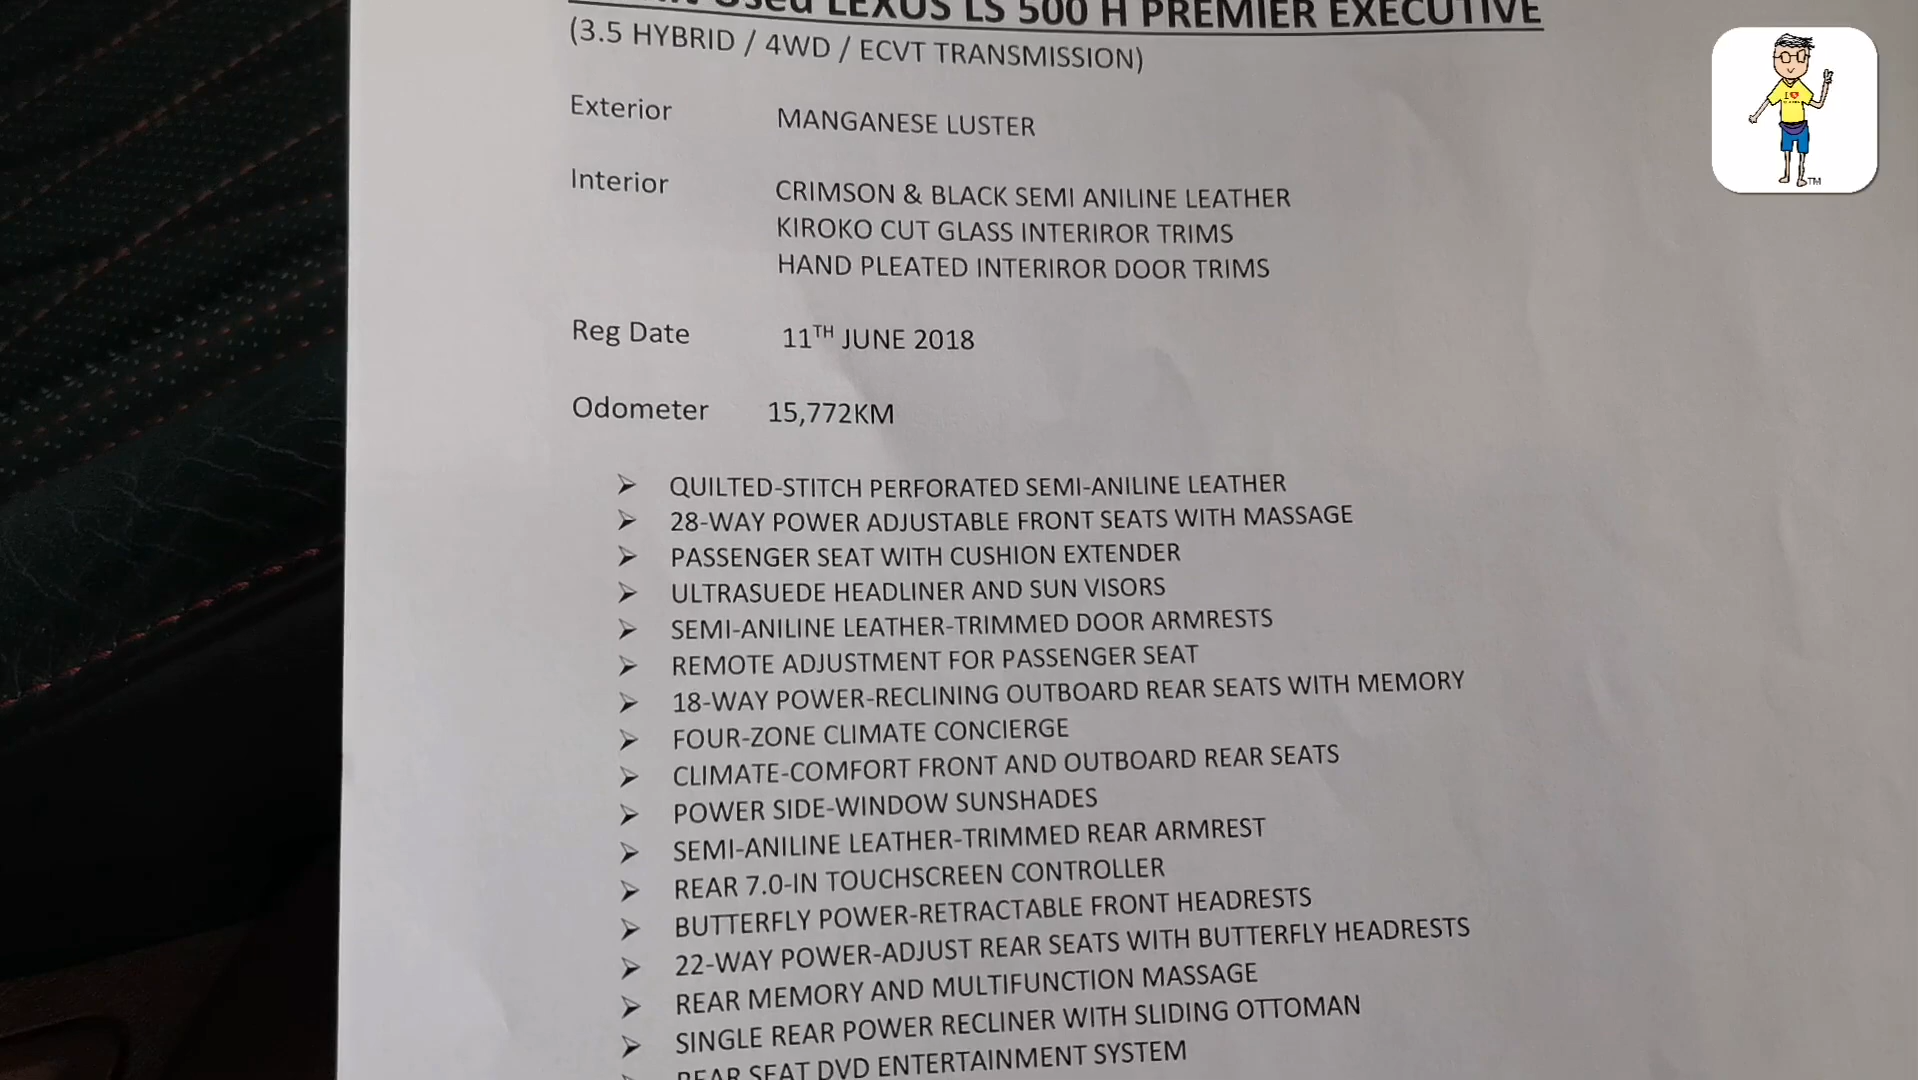 Used LEXUS LS 500 H PREMIER EXECUTIVE
(3.5 HYBRID / 4WD / ECVT TRANSMISSION)
Exterior MANGANESE LUSTER
Interior CRIMSON & BLACK SEMI ANILINE LEATHER
KIROKO CUT GLASS INTERIROR TRIMS
HAND PLEATED INTERIROR DOOR TRIMS
Reg Date 11TH JUNE 2018
Odometer 15,772KM
➢ QUILTED-STITCH PERFORATED SEMI-ANILINE LEATHER
➢ 28-WAY POWER ADJUSTABLE FRONT SEATS WITH MASSAGE
➢ PASSENGER SEAT WITH CUSHION EXTENDER
➢ ULTRASUEDE HEADLINER AND SUN VISORS
➢ SEMI-ANILINE LEATHER-TRIMMED DOOR ARMRESTS
➢ REMOTE ADJUSTMENT FOR PASSENGER SEAT
➢ 18-WAY POWER-RECLINING OUTBOARD REAR SEATS WITH MEMORY
➢ FOUR-ZONE CLIMATE CONCIERGE
➢ CLIMATE-COMFORT FRONT AND OUTBOARD REAR SEATS
➢ POWER SIDE-WINDOW SUNSHADES
➢ SEMI-ANILINE LEATHER-TRIMMED REAR ARMREST
➢ REAR 7.0-IN TOUCHSCREEN CONTROLLER
➢ BUTTERFLY POWER-RETRACTABLE FRONT HEADRESTS
➢ 22-WAY POWER-ADJUST REAR SEATS WITH BUTTERFLY HEADRESTS
➢ REAR MEMORY AND MULTIFUNCTION MASSAGE
➢ SINGLE REAR POWER RECLINER WITH SLIDING OTTOMAN
➢ REAR SEAT DVD ENTERTAINMENT SYSTEM
I
TM